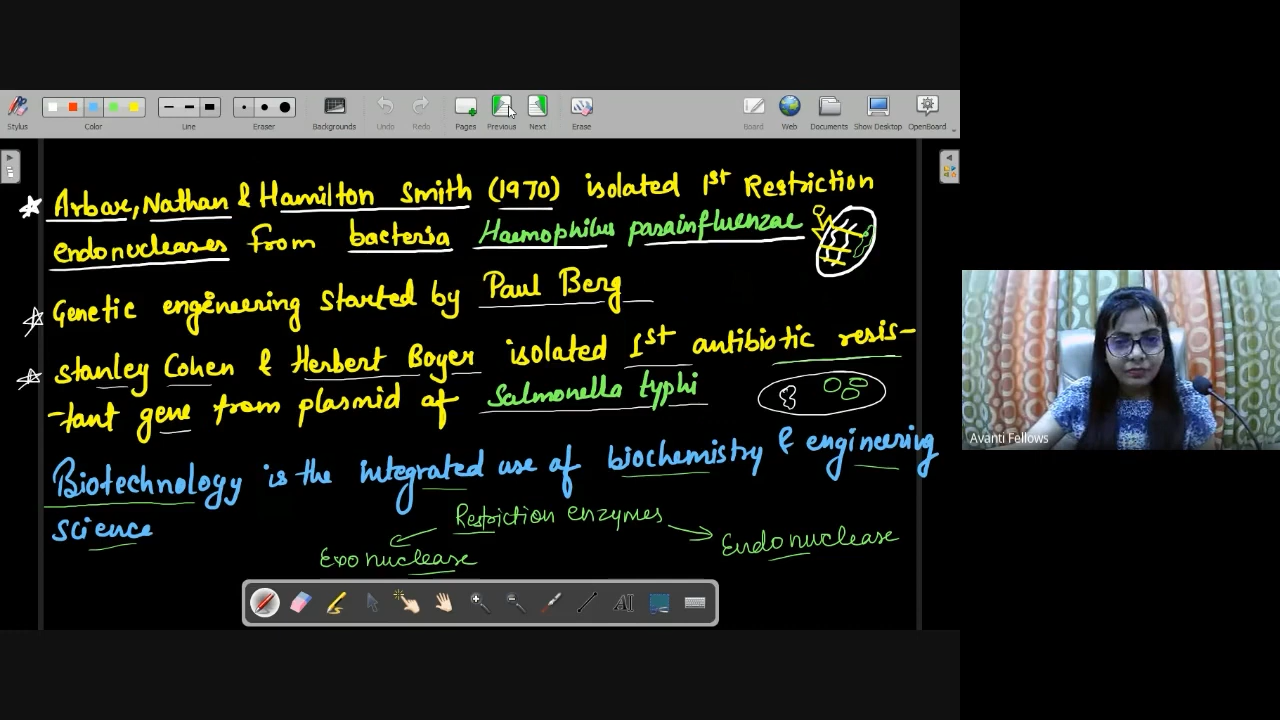 Stylus
Color
Line
Eraser
Backgrounds
Undo
Redo
Pages
Previous
Next
Erase
Board
Web
Documents
Show Desktop
OpenBoard
Arbar, Nathan & Hamilton Smith (1970) isolated 1st Restriction
endonucleases from bacteria Haemophilus parainfluenzae
Genetic engineering started by Paul Berg
Stanley Cohen & Herbert Boyer isolated 1st antibiotic resis-
-tant gene from plasmid of Salmonella typhi
Biotechnology is the integrated use of biochemistry & engineering
science
Restriction enzymes
Exonuclease
Endonuclease
AI
Avanti Fellows